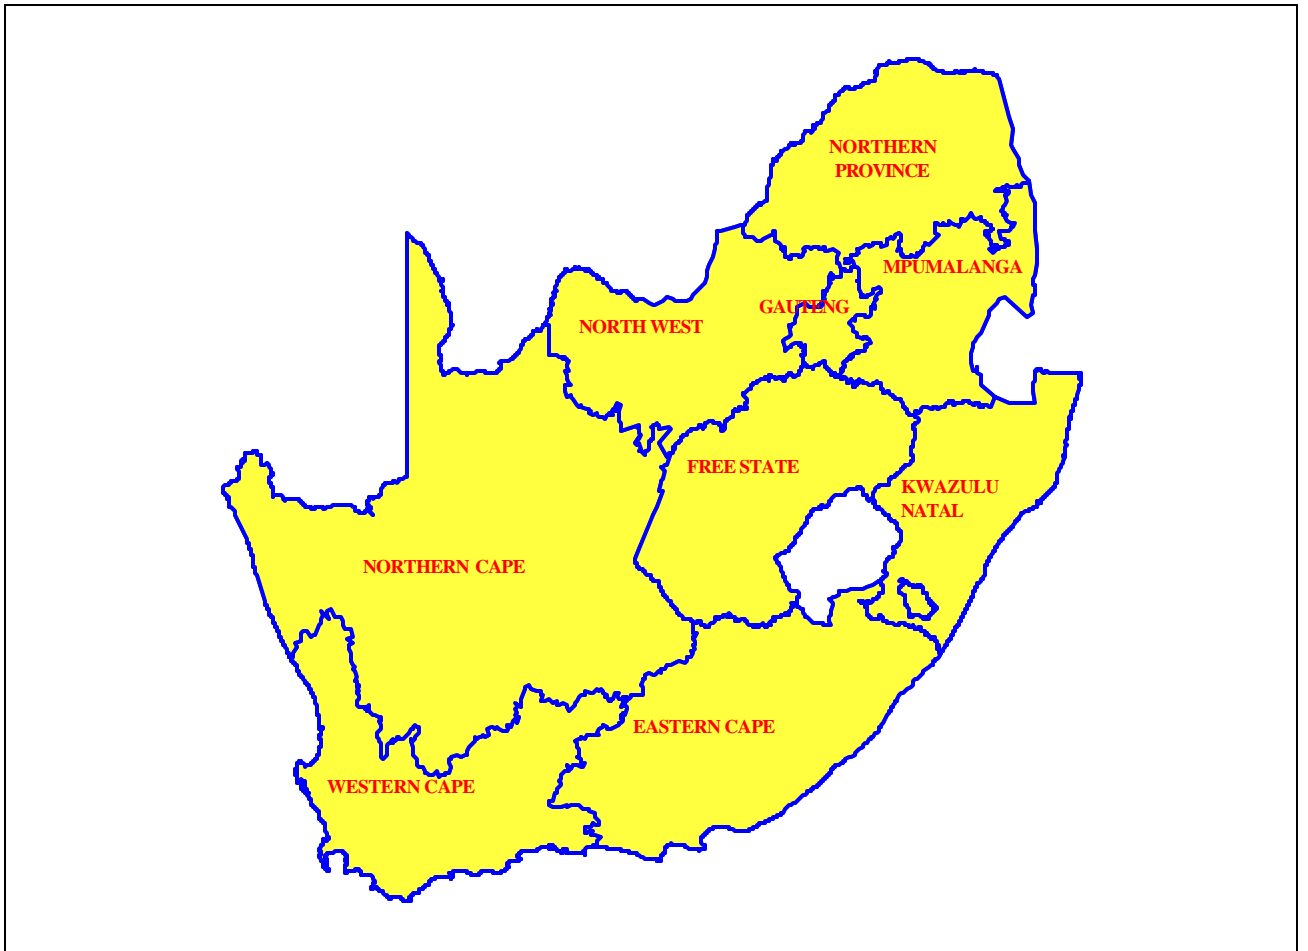 NORTHERN
PROVINCE
MPUMALANGA
GAUTENG
NORTH WEST
FREE STATE
KWAZULU
NATAL
NORTHERN CAPE
EASTERN CAPE
WESTERN CAPE